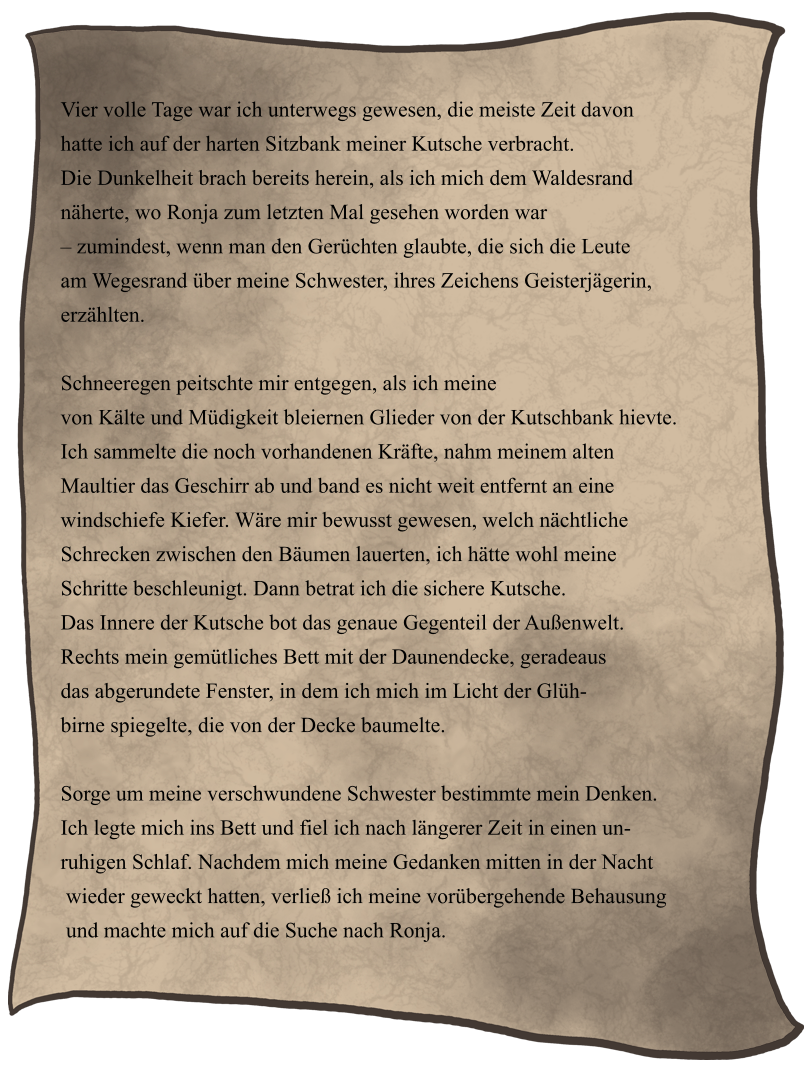 Vier volle Tage war ich unterwegs gewesen, die meiste Zeit davon
hatte ich auf der harten Sitzbank meiner Kutsche verbracht.
Die Dunkelheit brach bereits herein, als ich mich dem Waldesrand
näherte, wo Ronja zum letzten Mal gesehen worden war
– zumindest, wenn man den Gerüchten glaubte, die sich die Leute
am Wegesrand über meine Schwester, ihres Zeichens Geisterjägerin,
erzählten.

Schneeregen peitschte mir entgegen, als ich meine
von Kälte und Müdigkeit bleiernen Glieder von der Kutschbank hievte.
Ich sammelte die noch vorhandenen Kräfte, nahm meinem alten
Maultier das Geschirr ab und band es nicht weit entfernt an eine
windschiefe Kiefer. Wäre mir bewusst gewesen, welch nächtliche
Schrecken zwischen den Bäumen lauerten, ich hätte wohl meine
Schritte beschleunigt. Dann betrat ich die sichere Kutsche.
Das Innere der Kutsche bot das genaue Gegenteil der Außenwelt.
Rechts mein gemütliches Bett mit der Daunendecke, geradeaus
das abgerundete Fenster, in dem ich mich im Licht der Glüh-
birne spiegelte, die von der Decke baumelte.

Sorge um meine verschwundene Schwester bestimmte mein Denken.
Ich legte mich ins Bett und fiel ich nach längerer Zeit in einen un-
ruhigen Schlaf. Nachdem mich meine Gedanken mitten in der Nacht
wieder geweckt hatten, verließ ich meine vorübergehende Behausung
und machte mich auf die Suche nach Ronja.